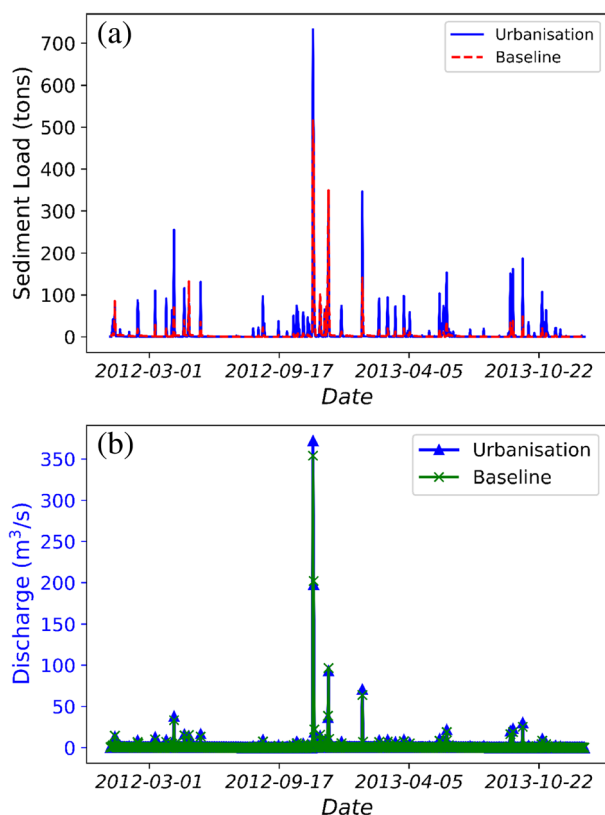 (a)
Urbanisation
Baseline
Sediment Load (tons)
700
600
500
400
300
200
100
0
2012-03-01 2012-09-17 2013-04-05 2013-10-22
Date
(b)
Urbanisation
Baseline
Discharge (m³/s)
350
300
250
200
150
100
50
0
2012-03-01 2012-09-17 2013-04-05 2013-10-22
Date